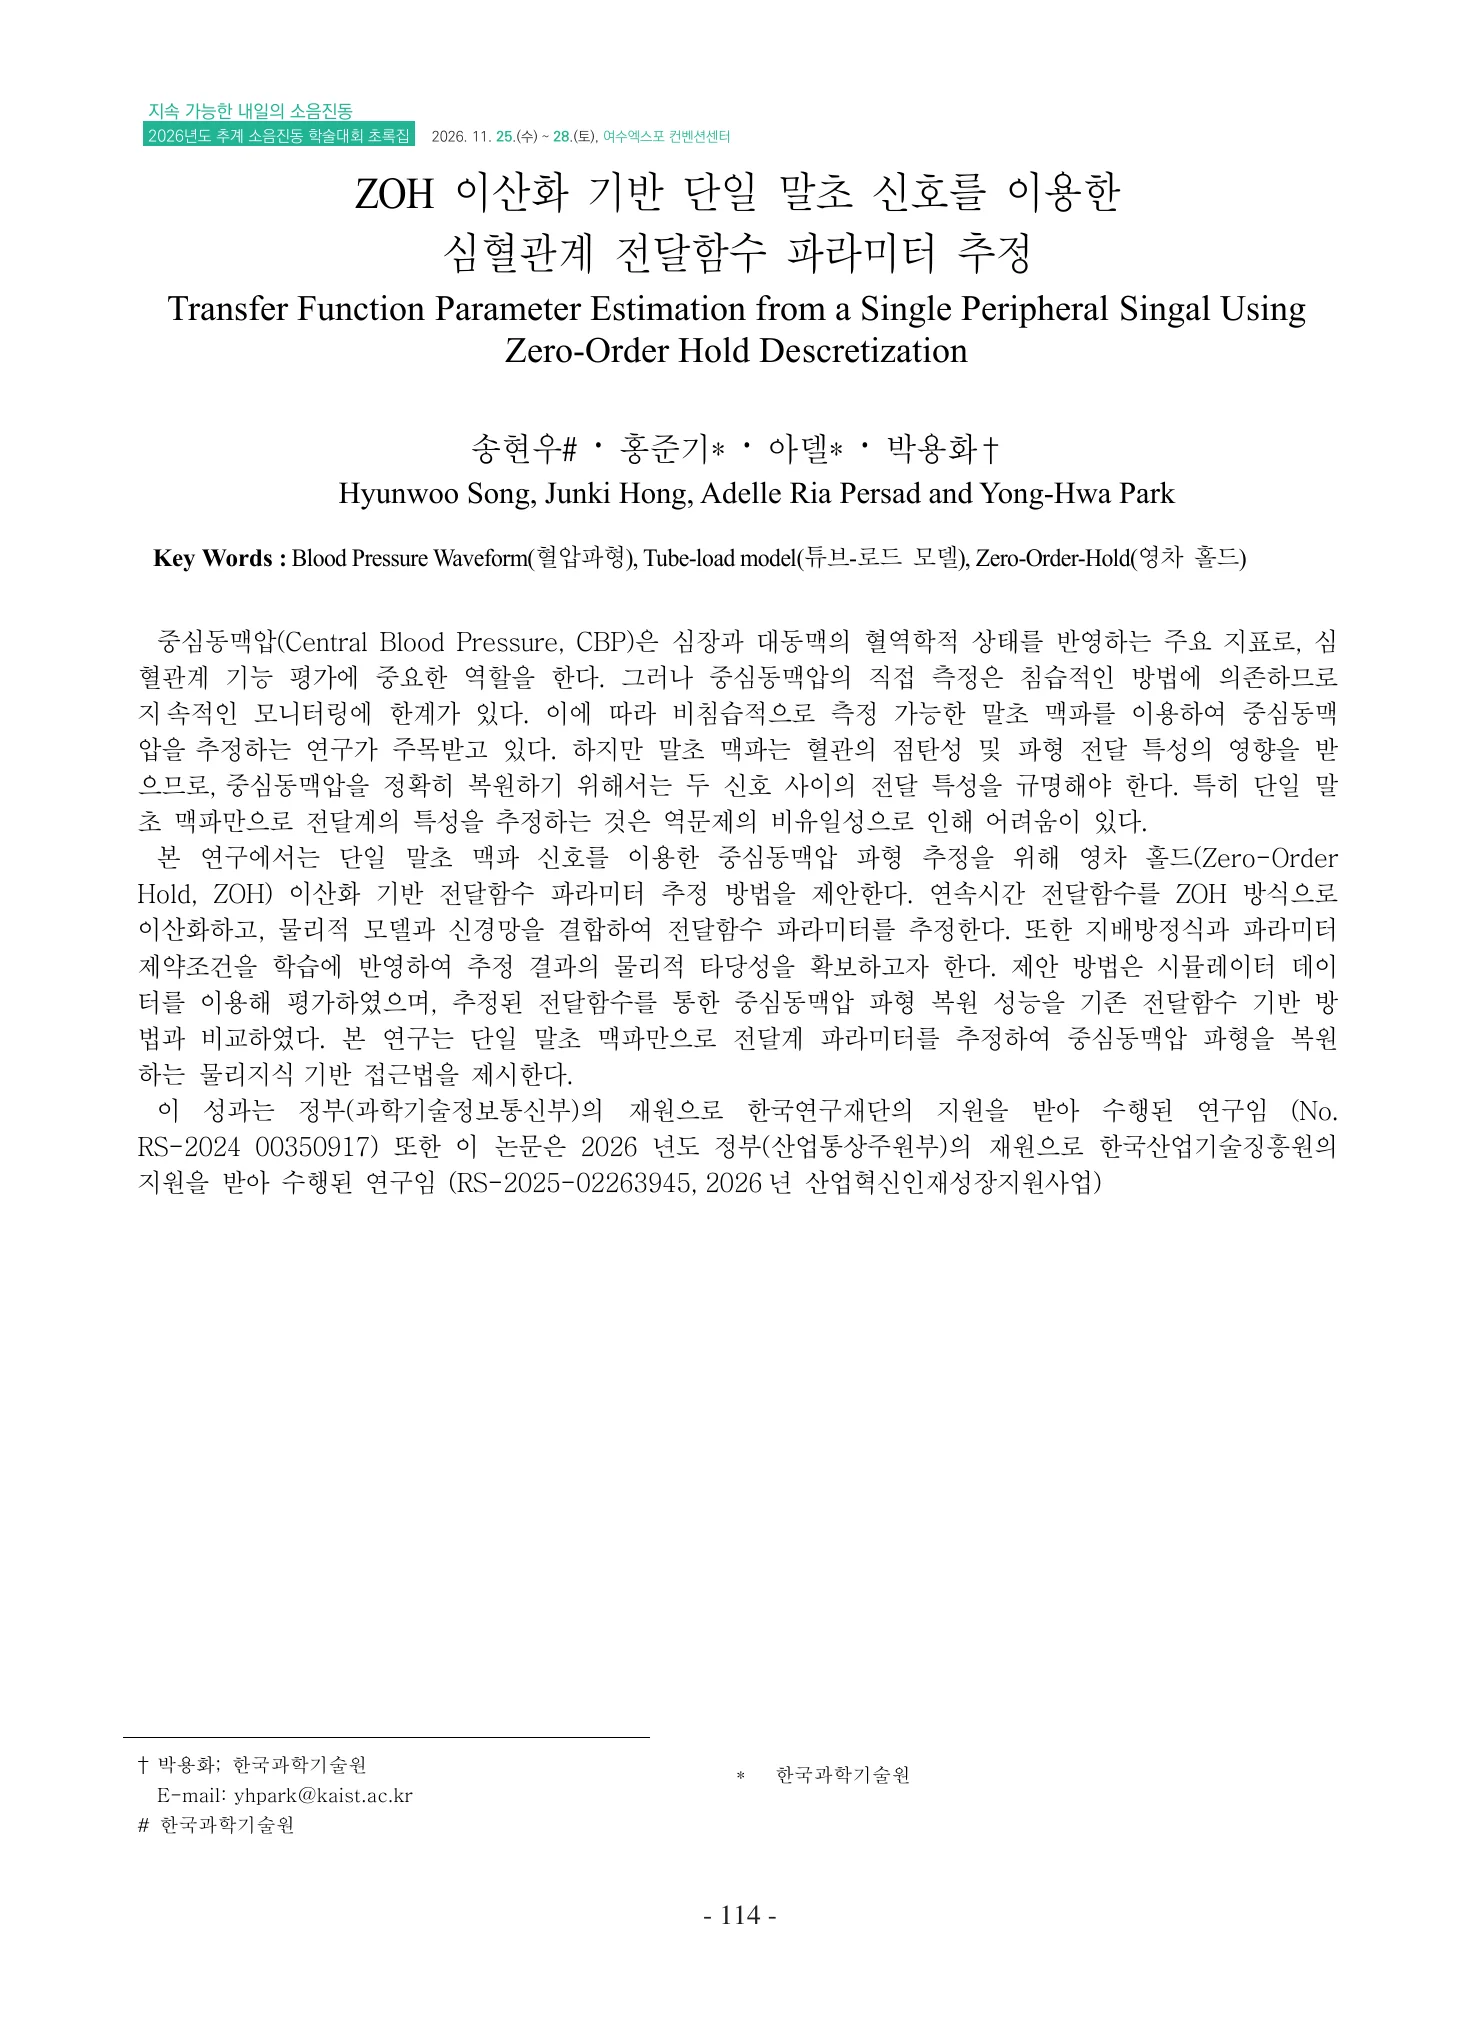 지속 가능한 내일의 소음진동
2026년도 추계 소음진동 학술대회 초록집 2026. 11. 25.(수) ~ 28.(토), 여수엑스포 컨벤션센터
ZOH 이산화 기반 단일 말초 신호를 이용한
심혈관계 전달함수 파라미터 추정
Transfer Function Parameter Estimation from a Single Peripheral Singal Using
Zero-Order Hold Descretization
송현우# · 홍준기* · 아델* · 박용화†
Hyunwoo Song, Junki Hong, Adelle Ria Persad and Yong-Hwa Park
Key Words : Blood Pressure Waveform(혈압파형), Tube-load model(튜브-로드 모델), Zero-Order-Hold(영차 홀드)
중심동맥압(Central Blood Pressure, CBP)은 심장과 대동맥의 혈역학적 상태를 반영하는 주요 지표로, 심
혈관계 기능 평가에 중요한 역할을 한다. 그러나 중심동맥압의 직접 측정은 침습적인 방법에 의존하므로
지속적인 모니터링에 한계가 있다. 이에 따라 비침습적으로 측정 가능한 말초 맥파를 이용하여 중심동맥
압을 추정하는 연구가 주목받고 있다. 하지만 말초 맥파는 혈관의 점탄성 및 파형 전달 특성의 영향을 받
으므로, 중심동맥압을 정확히 복원하기 위해서는 두 신호 사이의 전달 특성을 규명해야 한다. 특히 단일 말
초 맥파만으로 전달계의 특성을 추정하는 것은 역문제의 비유일성으로 인해 어려움이 있다.
본 연구에서는 단일 말초 맥파 신호를 이용한 중심동맥압 파형 추정을 위해 영차 홀드(Zero-Order
Hold, ZOH) 이산화 기반 전달함수 파라미터 추정 방법을 제안한다. 연속시간 전달함수를 ZOH 방식으로
이산화하고, 물리적 모델과 신경망을 결합하여 전달함수 파라미터를 추정한다. 또한 지배방정식과 파라미터
제약조건을 학습에 반영하여 추정 결과의 물리적 타당성을 확보하고자 한다. 제안 방법은 시뮬레이터 데이
터를 이용해 평가하였으며, 추정된 전달함수를 통한 중심동맥압 파형 복원 성능을 기존 전달함수 기반 방
법과 비교하였다. 본 연구는 단일 말초 맥파만으로 전달계 파라미터를 추정하여 중심동맥압 파형을 복원
하는 물리지식 기반 접근법을 제시한다.
이 성과는 정부(과학기술정보통신부)의 재원으로 한국연구재단의 지원을 받아 수행된 연구임 (No.
RS-2024 00350917) 또한 이 논문은 2026 년도 정부(산업통상주원부)의 재원으로 한국산업기술징흥원의
지원을 받아 수행된 연구임 (RS-2025-02263945, 2026년 산업혁신인재성장지원사업)
† 박용화; 한국과학기술원
E-mail: yhpark@kaist.ac.kr
# 한국과학기술원
* 한국과학기술원
- 114 -